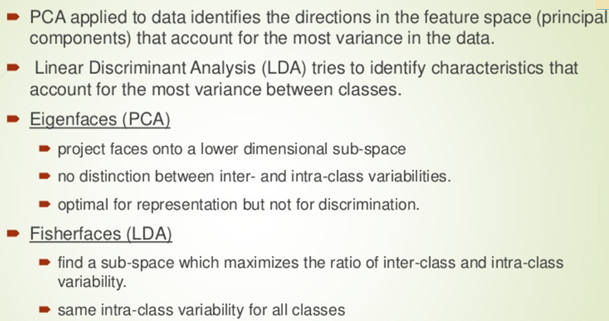 PCA applied to data identifies the directions in the feature space (principal
components) that account for the most variance in the data.
Linear Discriminant Analysis (LDA) tries to identify characteristics that
account for the most variance between classes.
Eigenfaces (PCA)
project faces onto a lower dimensional sub-space
no distinction between inter- and intra-class variabilities.
optimal for representation but not for discrimination.
Fisherfaces (LDA)
find a sub-space which maximizes the ratio of inter-class and intra-class
variability.
same intra-class variability for all classes